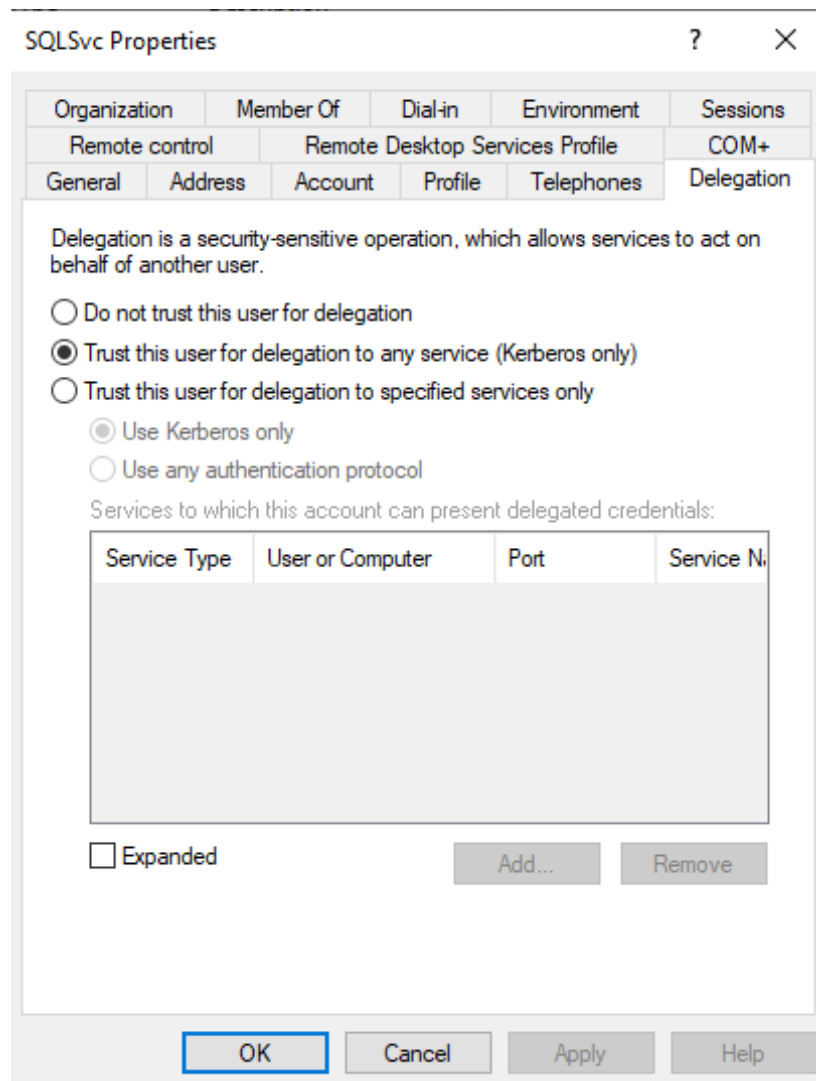 SQLSvc Properties ?
Organization Member Of Dial-in Environment Sessions
Remote control Remote Desktop Services Profile COM+
General Address Account Profile Telephones Delegation
Delegation is a security-sensitive operation, which allows services to act on
behalf of another user.
Do not trust this user for delegation
Trust this user for delegation to any service (Kerberos only)
Trust this user for delegation to specified services only
Use Kerberos only
Use any authentication protocol
Services to which this account can present delegated credentials:
Service Type User or Computer Port Service
Expanded Add... Remove
OK Cancel Apply Help